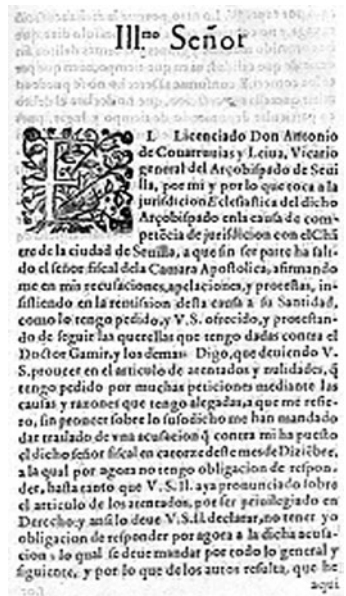 Ill.mo Señor
EL Licenciado Don Antonio
de Couarruuias y Leiua, Vicario
general del Arçobispado de Seui
lla, por mi y por lo que toca a la
jurisdicion Eclesiastica del dicho
Arçobispado en la causa de com-
petẽcia de jurisdicion con el Chã
tre de la ciudad de Seuilla, a que sin ser parte ha sali-
do el señor fiscal dela Camara Apostolica, afirmando
me en mis recusaciones, apelaciones, y protestas, in-
sistiendo en la remission desta causa a su Santidad,
como lo tengo pedido, y V.S. ofrecido, y protestan-
do de seguir las querellas que tengo dadas contra el
Doctor Gamir, y los demas Digo, que deuiendo V.
S. proueer en el articulo de atentados y nulidades, q̃
tengo pedido por muchas peticiones mediante las
causas y razones que tengo alegadas, a que me refie-
ro, sin proueer sobre lo susodicho me han mandado
dar traslado de vna acusacion q̃ contra mi ha puesto
el dicho señor fiscal en catorze deste mes de Diziẽbre,
a la qual por agora no tengo obligacion de respon-
der, hasta tanto que V.S.Il. aya pronunciado sobre
el articulo de los atentados, por ser priuilegiado en
Derecho: y ansi lo deue V.S.Il. declarar, no tener yo
obligacion de responder por agora a la dicha acusa-
cion: lo qual se deue mandar por todo lo general y
siguiente, y por lo que de los autos resulta, que he
aqui